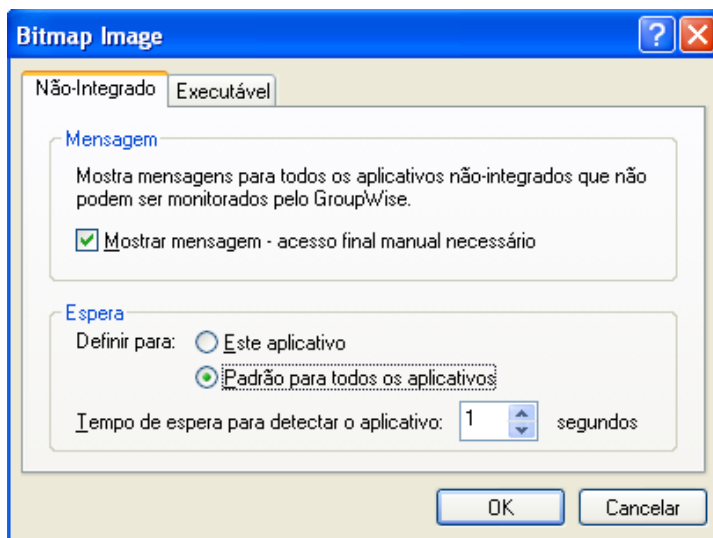 Bitmap Image
Não-Integrado Executável
Mensagem
Mostra mensagens para todos os aplicativos não-integrados que não
podem ser monitorados pelo GroupWise.
Mostrar mensagem - acesso final manual necessário
Espera
Definir para: Este aplicativo
Padrão para todos os aplicativos
Tempo de espera para detectar o aplicativo: 1 segundos
OK Cancelar